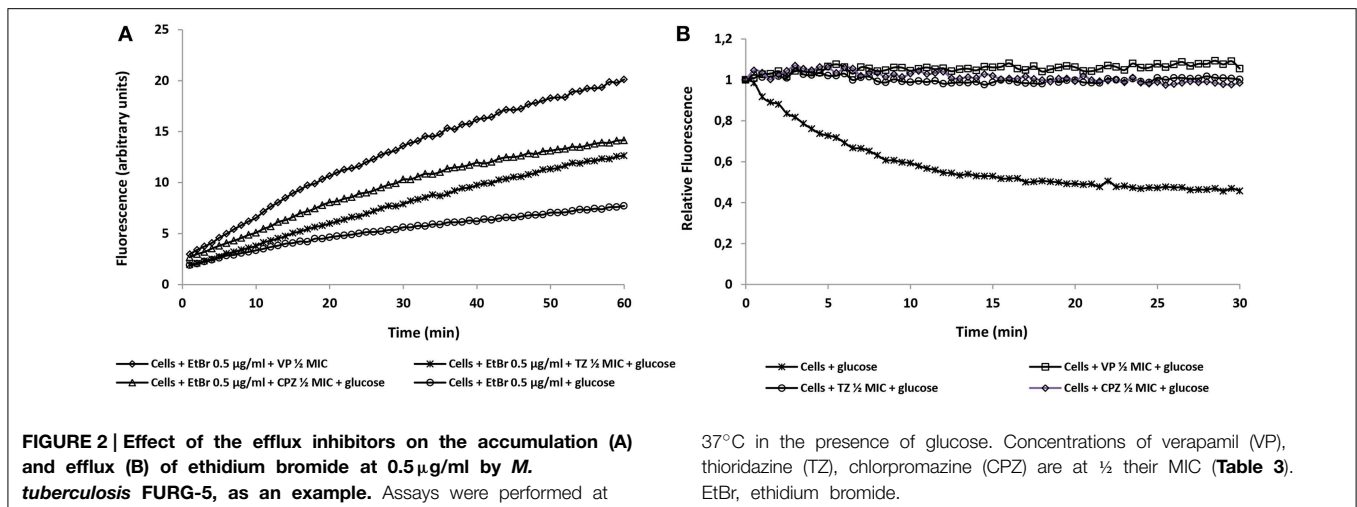 A
25
20
15
10
5
0
Fluorescence (arbitrary units)
0 10 20 30 40 50 60
Time (min)
Cells + EtBr 0.5 µg/ml + VP ½ MIC
Cells + EtBr 0.5 µg/ml + TZ ½ MIC + glucose
Cells + EtBr 0.5 µg/ml + CPZ ½ MIC + glucose
Cells + EtBr 0.5 µg/ml + glucose
B
1,2
1
0,8
0,6
0,4
0,2
0
Relative Fluorescence
0 5 10 15 20 25 30
Time (min)
Cells + glucose
Cells + VP ½ MIC + glucose
Cells + TZ ½ MIC + glucose
Cells + CPZ ½ MIC + glucose
FIGURE 2 | Effect of the efflux inhibitors on the accumulation (A)
and efflux (B) of ethidium bromide at 0.5 µg/ml by M.
tuberculosis FURG-5, as an example. Assays were performed at
37°C in the presence of glucose. Concentrations of verapamil (VP),
thioridazine (TZ), chlorpromazine (CPZ) are at ½ their MIC (Table 3).
EtBr, ethidium bromide.